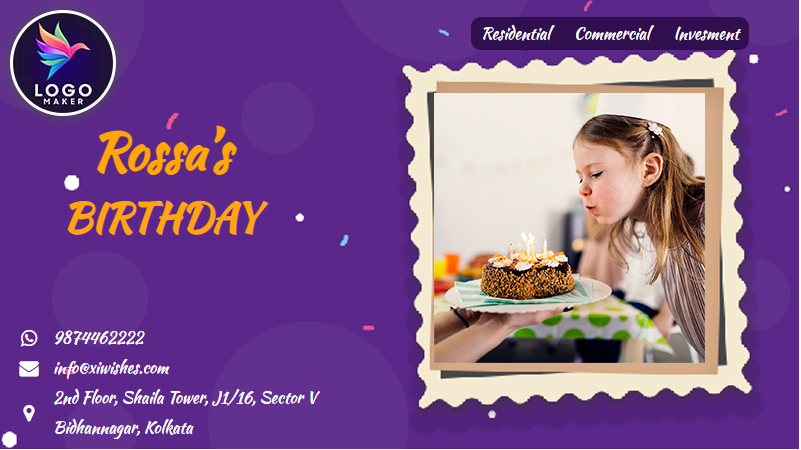 LOGO
MAKER
Residential Commercial Invesment
Rossa's
BIRTHDAY
9874462222
info@xiwishes.com
2nd Floor, Shaila Tower, J1/16, Sector V
Bidhannagar, Kolkata